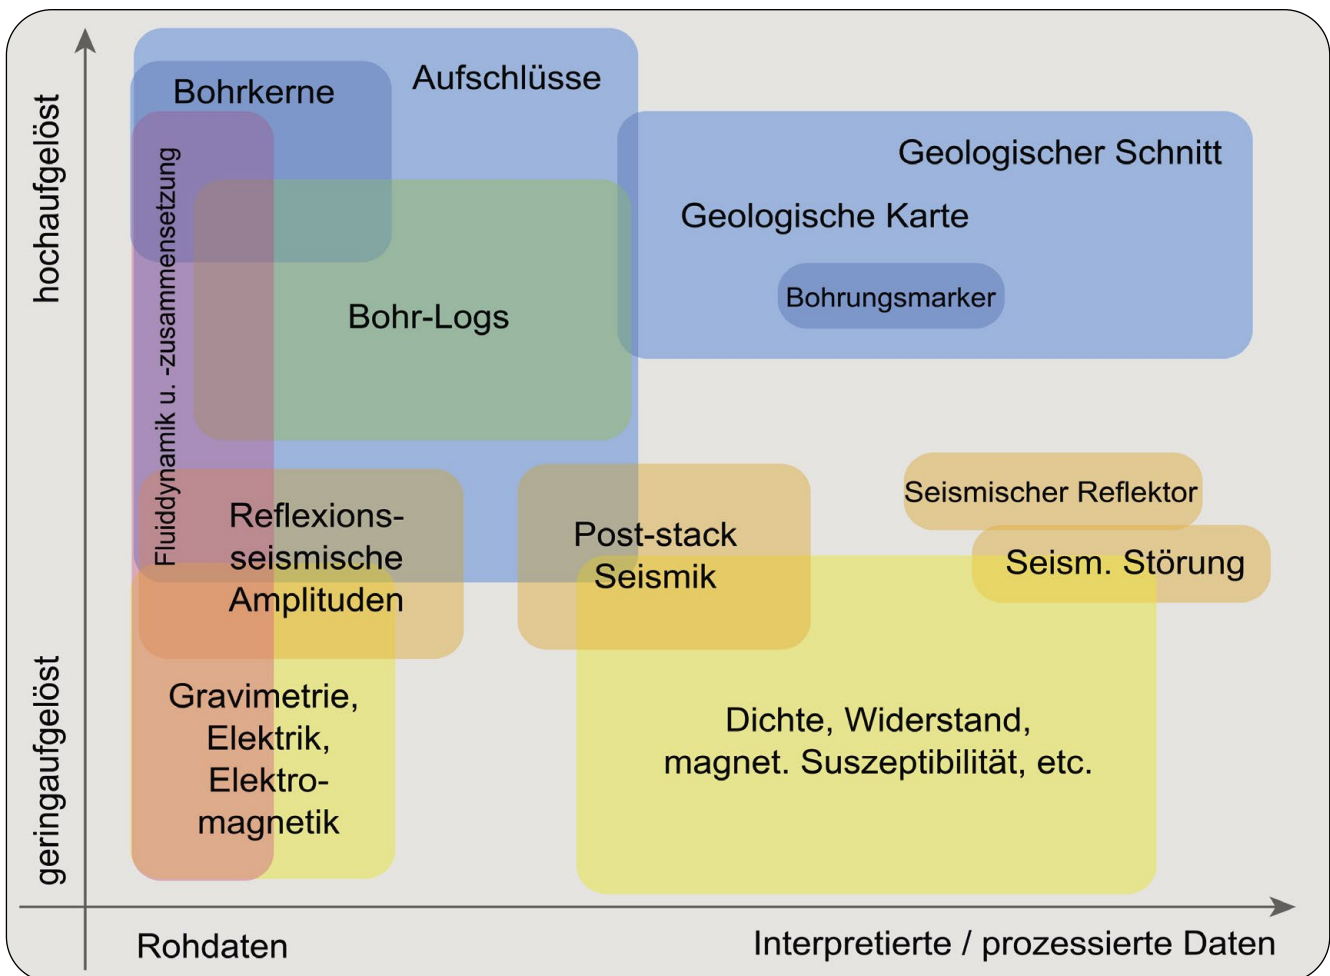 hochaufgelöst
geringaufgelöst
Aufschlüsse
Bohrkerne
Fluiddynamik u. -zusammensetzung
Geologischer Schnitt
Geologische Karte
Bohrungsmarker
Bohr-Logs
Reflexions-
seismische
Amplituden
Post-stack
Seismik
Seismischer Reflektor
Seism. Störung
Gravimetrie,
Elektrik,
Elektro-
magnetik
Dichte, Widerstand,
magnet. Suszeptibilität, etc.
Rohdaten
Interpretierte / prozessierte Daten